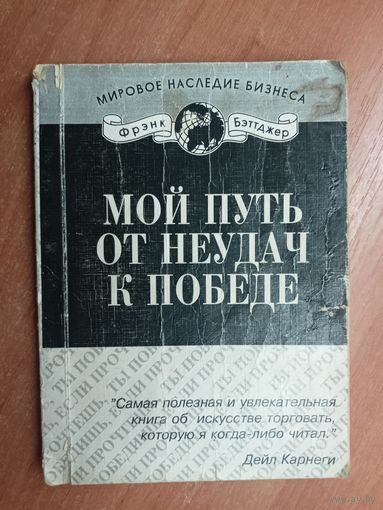 МИРОВОЕ НАСЛЕДИЕ БИЗНЕСА
ФРЭНК БЭТТДЖЕР
МОЙ ПУТЬ
ОТ НЕУДАЧ
К ПОБЕДЕ
"Самая полезная и увлекательная
книга об искусстве торговать,
которую я когда-либо читал."
Дейл Карнеги